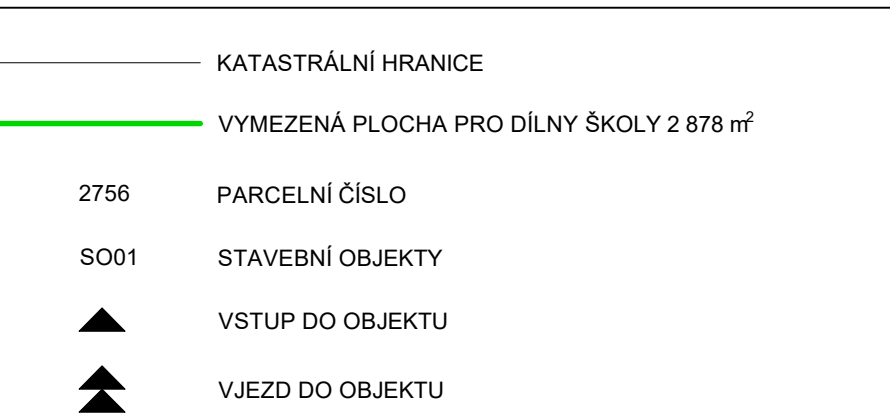 KATASTRÁLNÍ HRANICE
VYMEZENÁ PLOCHA PRO DÍLNY ŠKOLY 2 878 m²
2756 PARCELNÍ ČÍSLO
SO01 STAVEBNÍ OBJEKTY
VSTUP DO OBJEKTU
VJEZD DO OBJEKTU